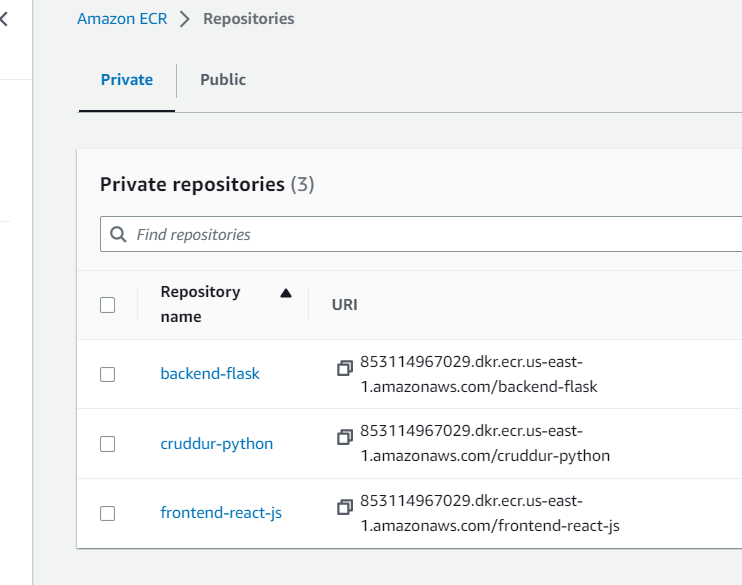 Amazon ECR > Repositories
Private Public
Private repositories (3)
Find repositories
Repository name URI
backend-flask 853114967029.dkr.ecr.us-east-
1.amazonaws.com/backend-flask
cruddur-python 853114967029.dkr.ecr.us-east-
1.amazonaws.com/cruddur-python
frontend-react-js 853114967029.dkr.ecr.us-east-
1.amazonaws.com/frontend-react-js